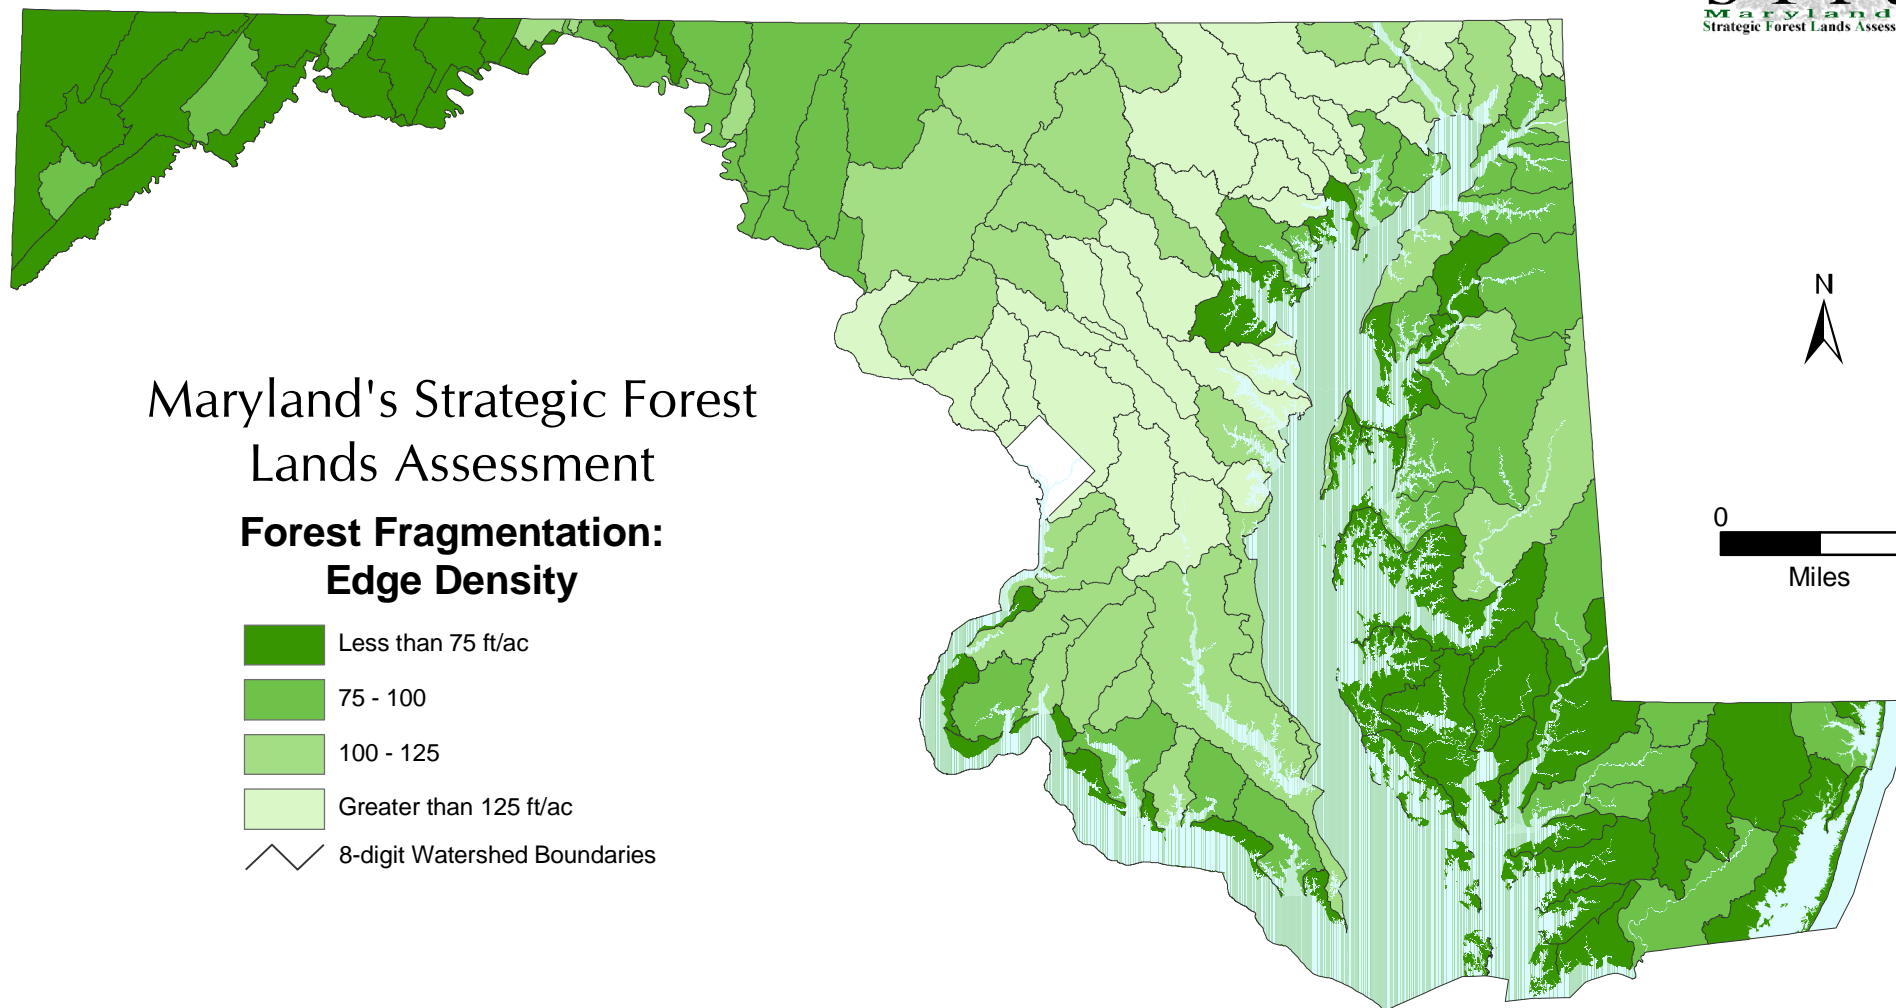 Maryland
Strategic Forest Lands Assess
N
Maryland's Strategic Forest
Lands Assessment
Forest Fragmentation:
Edge Density
0
Miles
Less than 75 ft/ac
75 - 100
100 - 125
Greater than 125 ft/ac
8-digit Watershed Boundaries